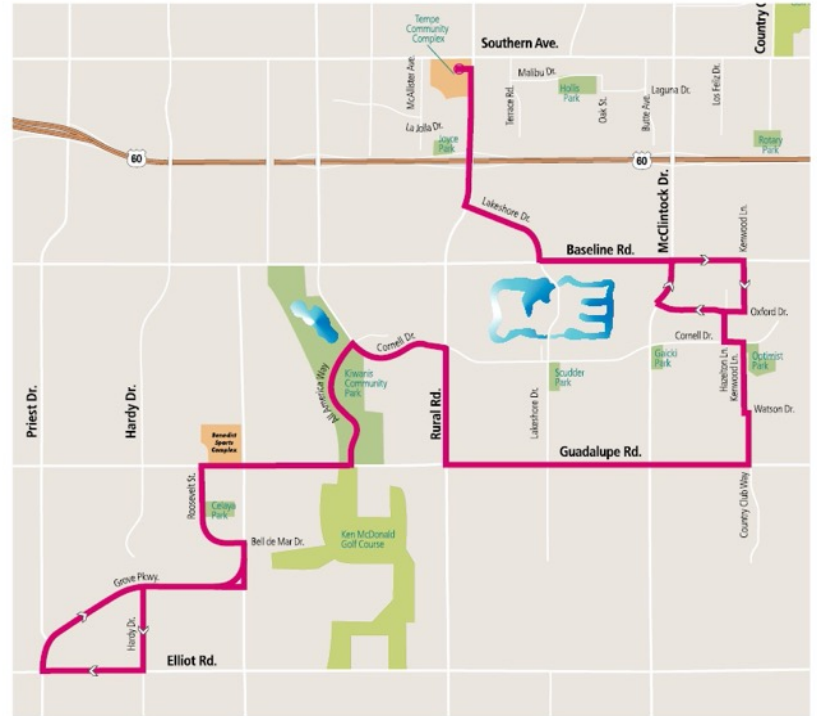 Tempe
Community
Complex
Southern Ave.
Country C
McAllister Ave.
Malibu Dr.
Hollis
Park
Terrace Rd.
Oak St.
Butte Ave.
Laguna Dr.
Los Feliz Dr.
La Jolla Dr.
Joyce
Park
Rotary
Park
60
60
McClintock Dr.
Lakeshore Dr.
Baseline Rd.
Kenwood Ln.
Oxford Dr.
Cornell Dr.
Cornell Dr.
Gaicki
Park
Hazelton Ln.
Kenwood Ln.
Optimist
Park
Kiwanis
Community
Park
All America Way
Scudder
Park
Priest Dr.
Hardy Dr.
Rural Rd.
Lakeshore Dr.
Watson Dr.
Benedict
Sports
Complex
Guadalupe Rd.
Roosevelt St.
Celaya
Park
Country Club Way
Bell de Mar Dr.
Ken McDonald
Golf Course
Grove Pkwy.
Hardy Dr.
Elliot Rd.